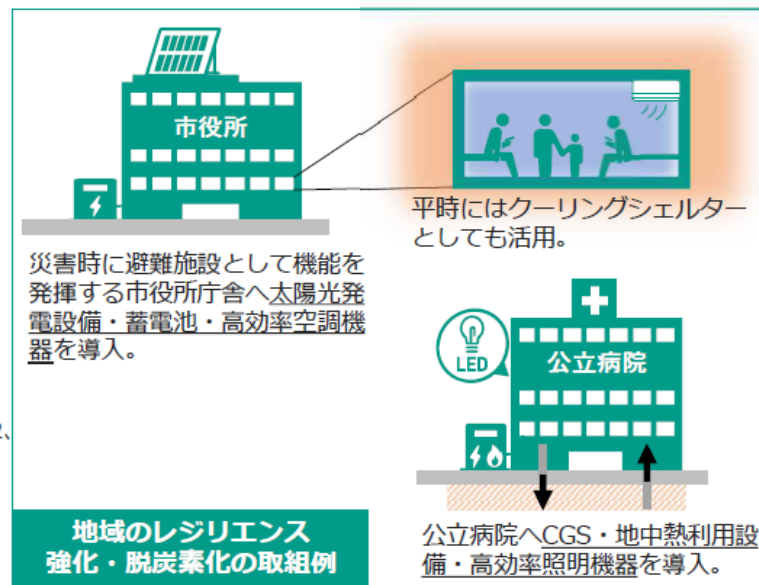 市役所
平時にはクーリングシェルター
としても活用。
災害時に避難施設として機能を
発揮する市役所庁舎へ太陽光発
電設備・蓄電池・高効率空調機
器を導入。
LED
公立病院
公立病院へCGS・地中熱利用設
備・高効率照明機器を導入。
地域のレジリエンス
強化・脱炭素化の取組例